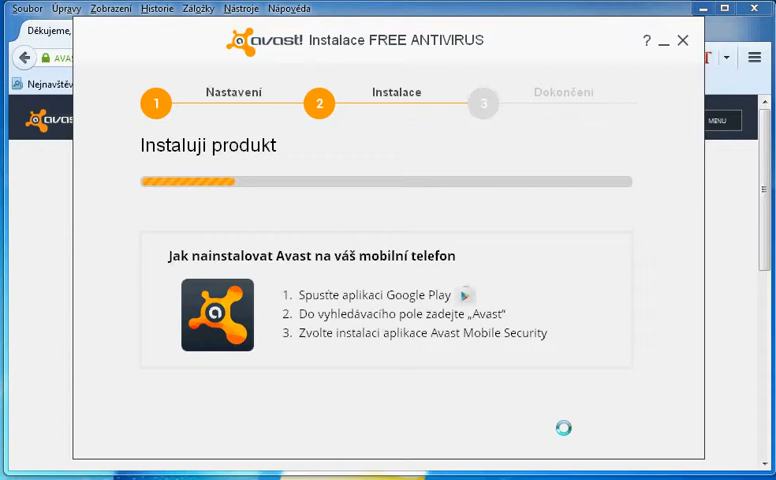 Soubor Úpravy Zobrazení Historie Záložky Nástroje Nápověda
Děkujeme,
avast! Instalace FREE ANTIVIRUS
?
AVAS
Nejnavštěv
MENU
1 Nastavení 2 Instalace 3 Dokončení
Instaluji produkt
Jak nainstalovat Avast na váš mobilní telefon
1. Spusťte aplikaci Google Play
2. Do vyhledávacího pole zadejte „Avast“
3. Zvolte instalaci aplikace Avast Mobile Security